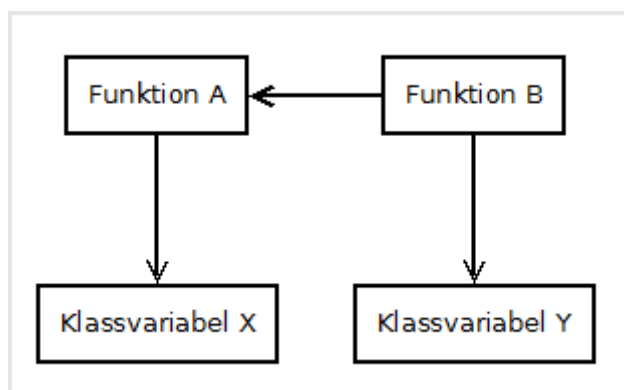 Funktion A
Funktion B
Klassvariabel X
Klassvariabel Y